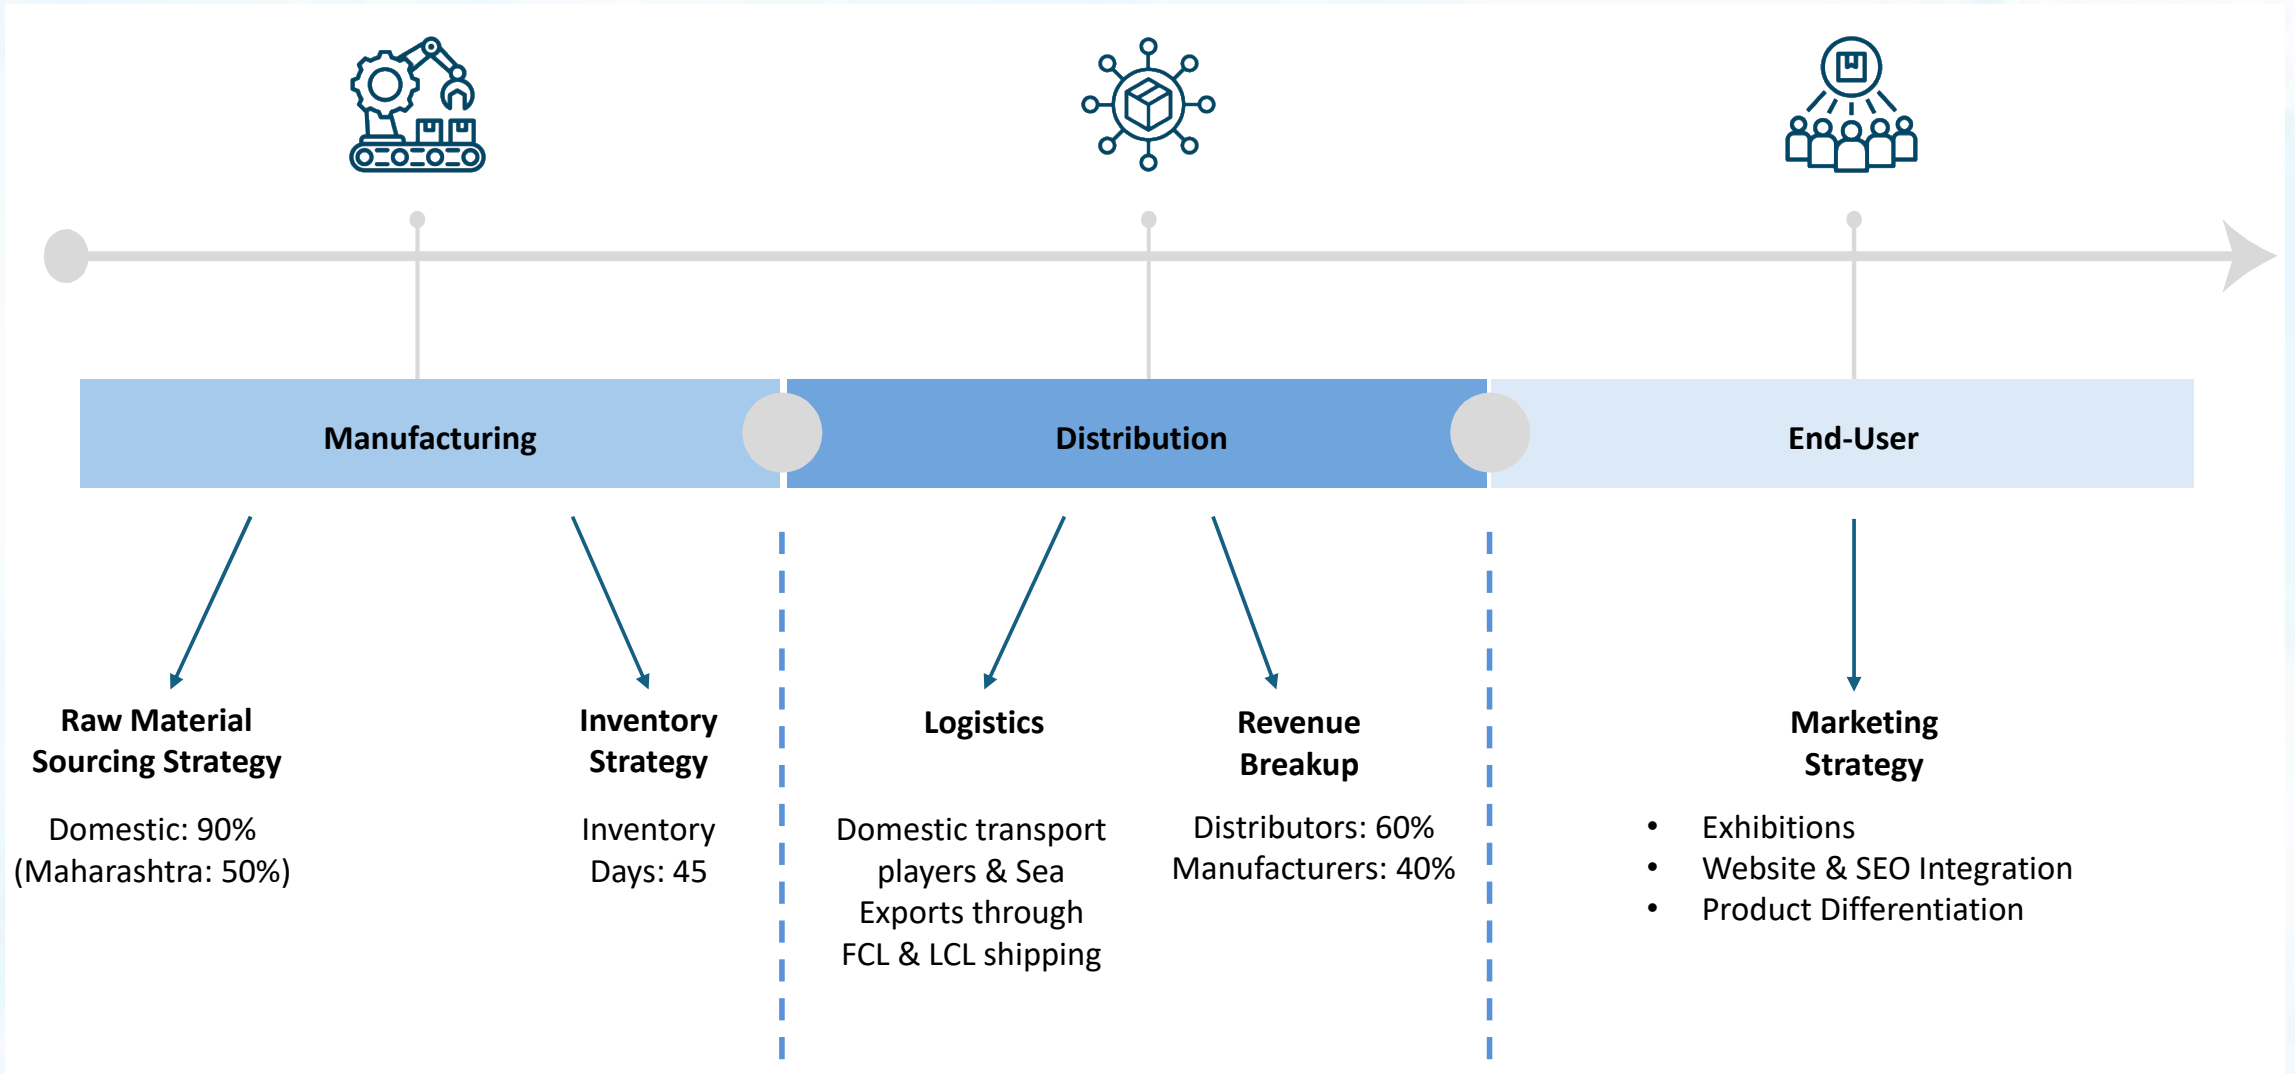 Manufacturing
Distribution
End-User
Raw Material
Sourcing Strategy
Domestic: 90%
(Maharashtra: 50%)
Inventory
Strategy
Inventory
Days: 45
Logistics
Domestic transport
players & Sea
Exports through
FCL & LCL shipping
Revenue
Breakup
Distributors: 60%
Manufacturers: 40%
Marketing
Strategy
• Exhibitions
• Website & SEO Integration
• Product Differentiation